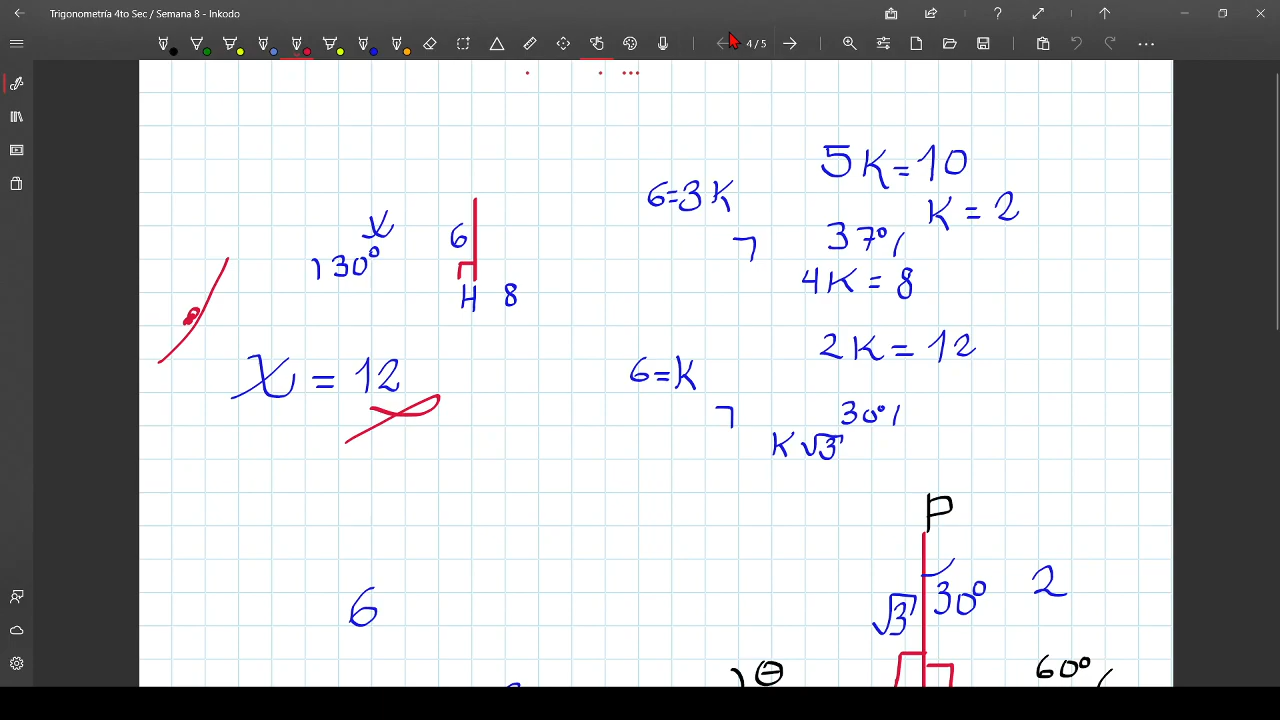 Trigonometría 4to Sec / Semana 8 - Inkodo
4 / 5
5K=10
6=3K
K=2
x
6
37°
130°
4K=8
H 8
2K=12
x=12
6=K
30°
K√3
P
6
√3 30° 2
θ 60°